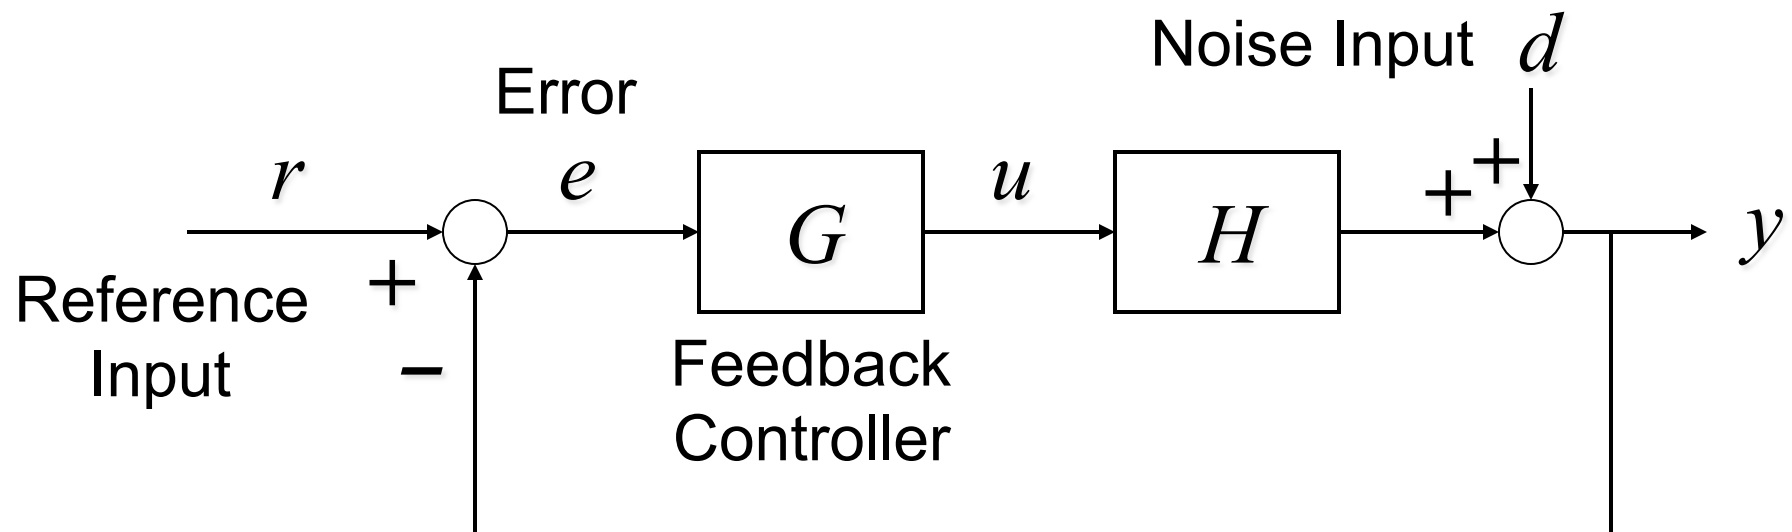 Noise Input d
Error
r
e
G
u
H
+
+
y
+
Reference
Input
−
Feedback
Controller